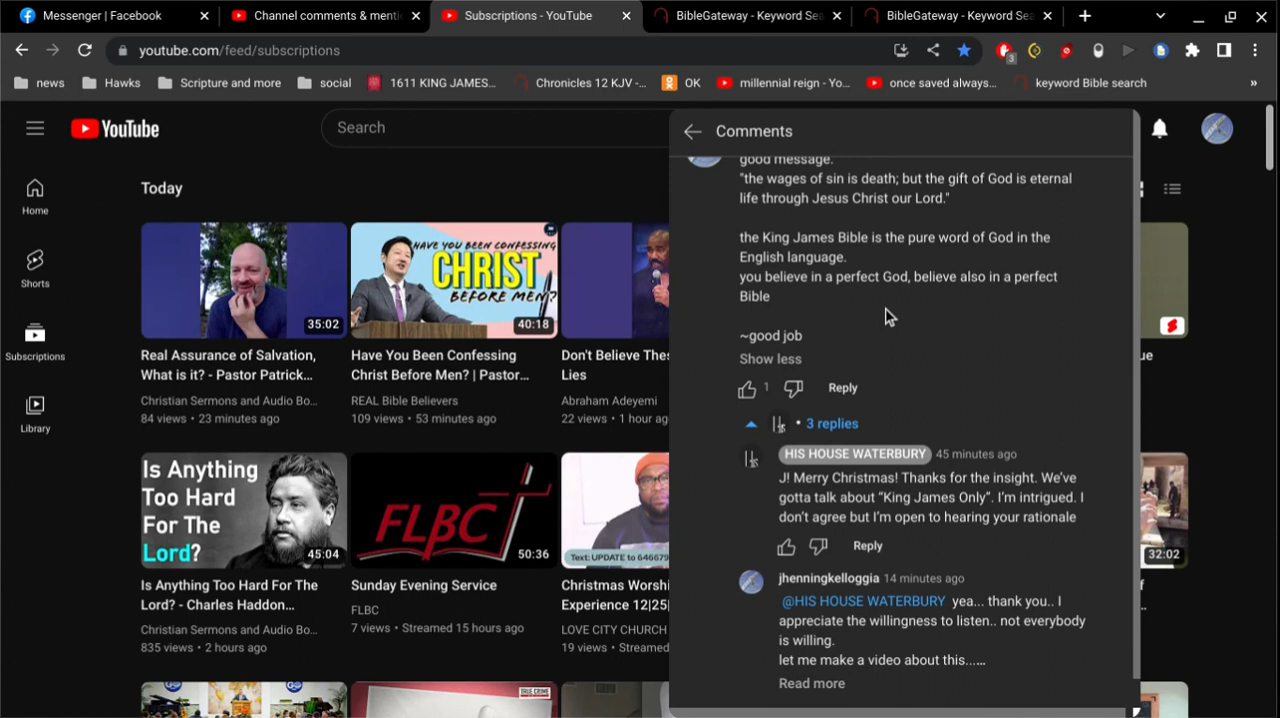 Messenger | Facebook
Channel comments & menti
Subscriptions - YouTube
BibleGateway - Keyword Sea
BibleGateway - Keyword Sea
youtube.com/feed/subscriptions
3
news
Hawks
Scripture and more
social
1611 KING JAMES...
Chronicles 12 KJV -...
OK
millennial reign - Yo...
once saved always...
keyword Bible search
»
YouTube
Search
Comments
Home
Shorts
Subscriptions
Library
Today
35:02
Real Assurance of Salvation,
What is it? - Pastor Patrick...
Christian Sermons and Audio Bo...
84 views • 23 minutes ago
HAVE YOU BEEN CONFESSING
CHRIST
BEFORE MEN?
40:18
Have You Been Confessing
Christ Before Men? | Pastor...
REAL Bible Believers
109 views • 53 minutes ago
Don't Believe Thes
Lies
Abraham Adeyemi
22 views • 1 hour ag
Is Anything
Too Hard
For The
Lord?
45:04
Is Anything Too Hard For The
Lord? - Charles Haddon...
Christian Sermons and Audio Bo...
835 views • 2 hours ago
FLBC
50:36
Sunday Evening Service
FLBC
7 views • Streamed 15 hours ago
Text: UPDATE to 646679
Christmas Worshi
Experience 12|25|
LOVE CITY CHURCH
19 views • Streamed
TRUE CRIME
good message.
"the wages of sin is death; but the gift of God is eternal
life through Jesus Christ our Lord."
the King James Bible is the pure word of God in the
English language.
you believe in a perfect God, believe also in a perfect
Bible
~good job
Show less
1
Reply
• 3 replies
HIS HOUSE WATERBURY 45 minutes ago
J! Merry Christmas! Thanks for the insight. We've
gotta talk about “King James Only”. I'm intrigued. I
don't agree but I'm open to hearing your rationale
Reply
jhenningkelloggia 14 minutes ago
@HIS HOUSE WATERBURY yea... thank you.. I
appreciate the willingness to listen.. not everybody
is willing.
let me make a video about this......
Read more
ue
32:02